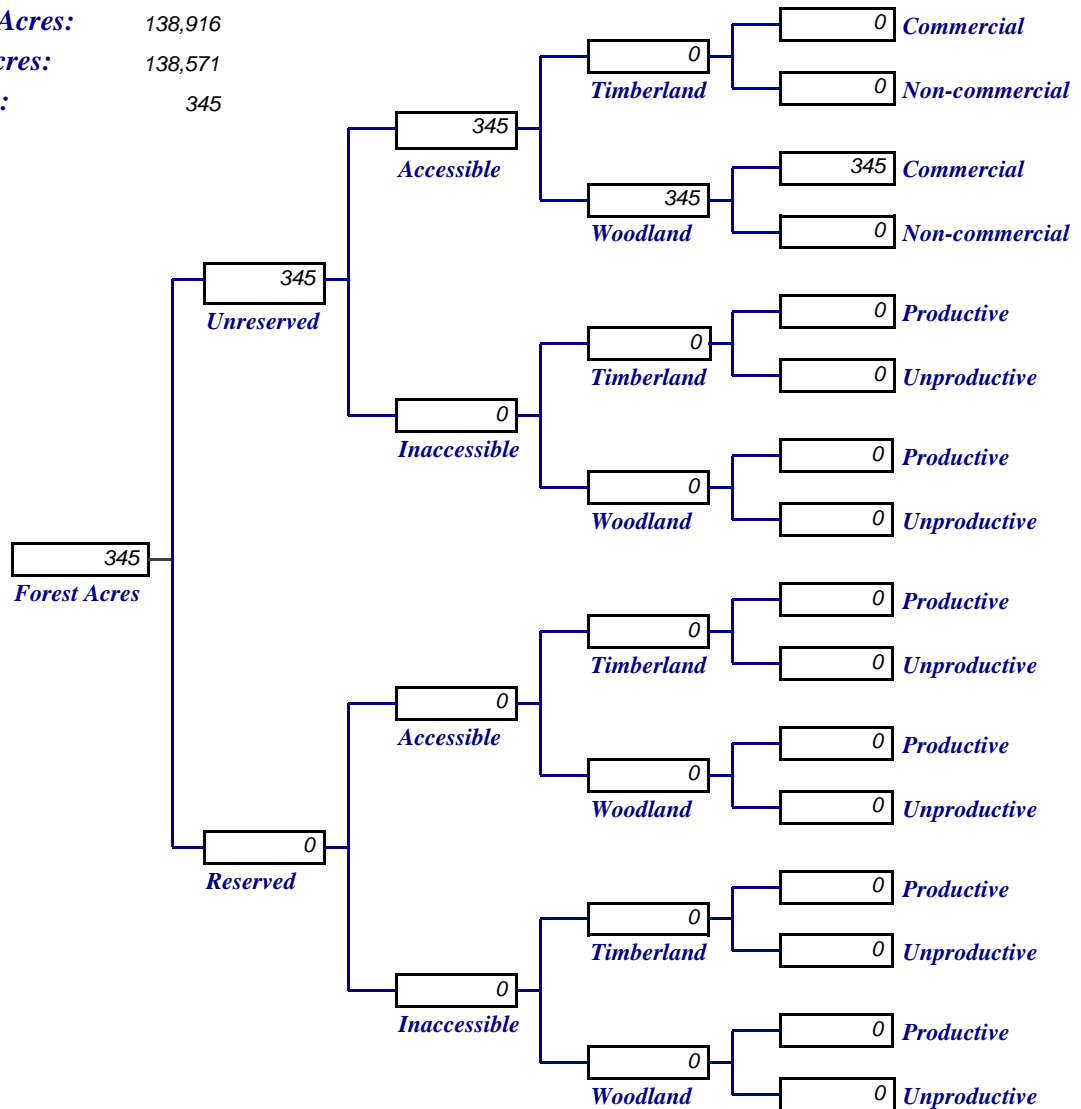 Acres: 138,916
cres: 138,571
: 345
0 Commercial
0
Timberland
0 Non-commercial
345
Accessible
345 Commercial
345
Woodland
0 Non-commercial
345
Unreserved
0 Productive
0
Timberland
0 Unproductive
0
Inaccessible
0 Productive
0
Woodland
0 Unproductive
345
Forest Acres
0 Productive
0
Timberland
0 Unproductive
0
Accessible
0 Productive
0
Woodland
0 Unproductive
0
Reserved
0 Productive
0
Timberland
0 Unproductive
0
Inaccessible
0 Productive
0
Woodland
0 Unproductive